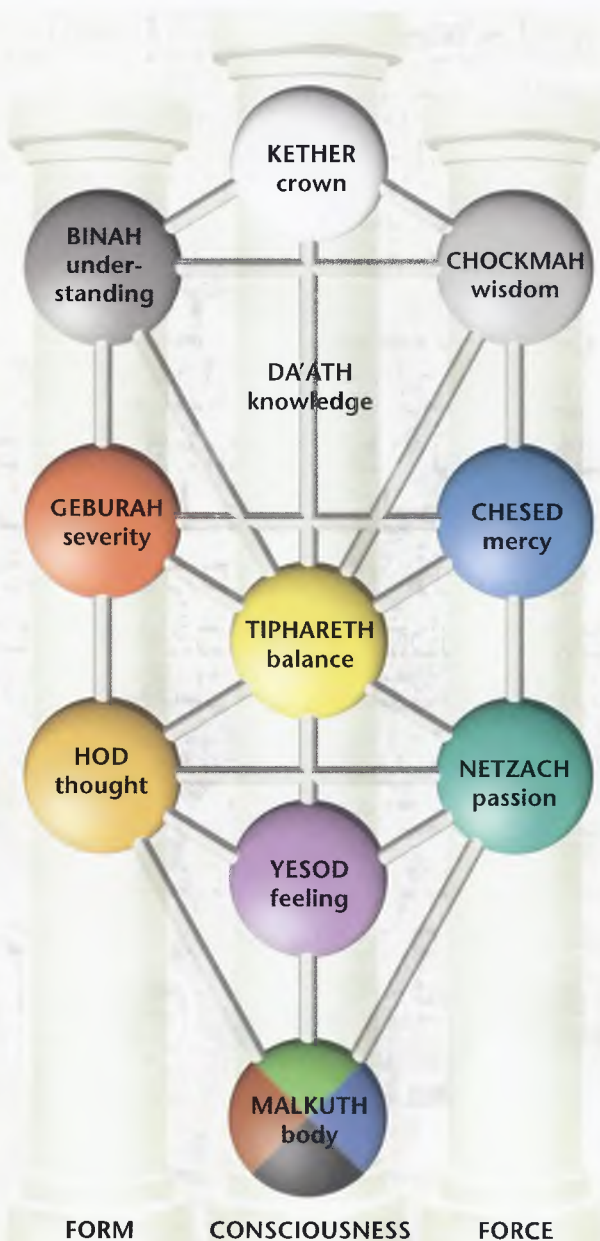 KETHER
crown
BINAH
under-
standing
CHOCKMAH
wisdom
DA'ATH
knowledge
GEBURAH
severity
CHESED
mercy
TIPHARETH
balance
HOD
thought
NETZACH
passion
YESOD
feeling
MALKUTH
body
FORM CONSCIOUSNESS FORCE